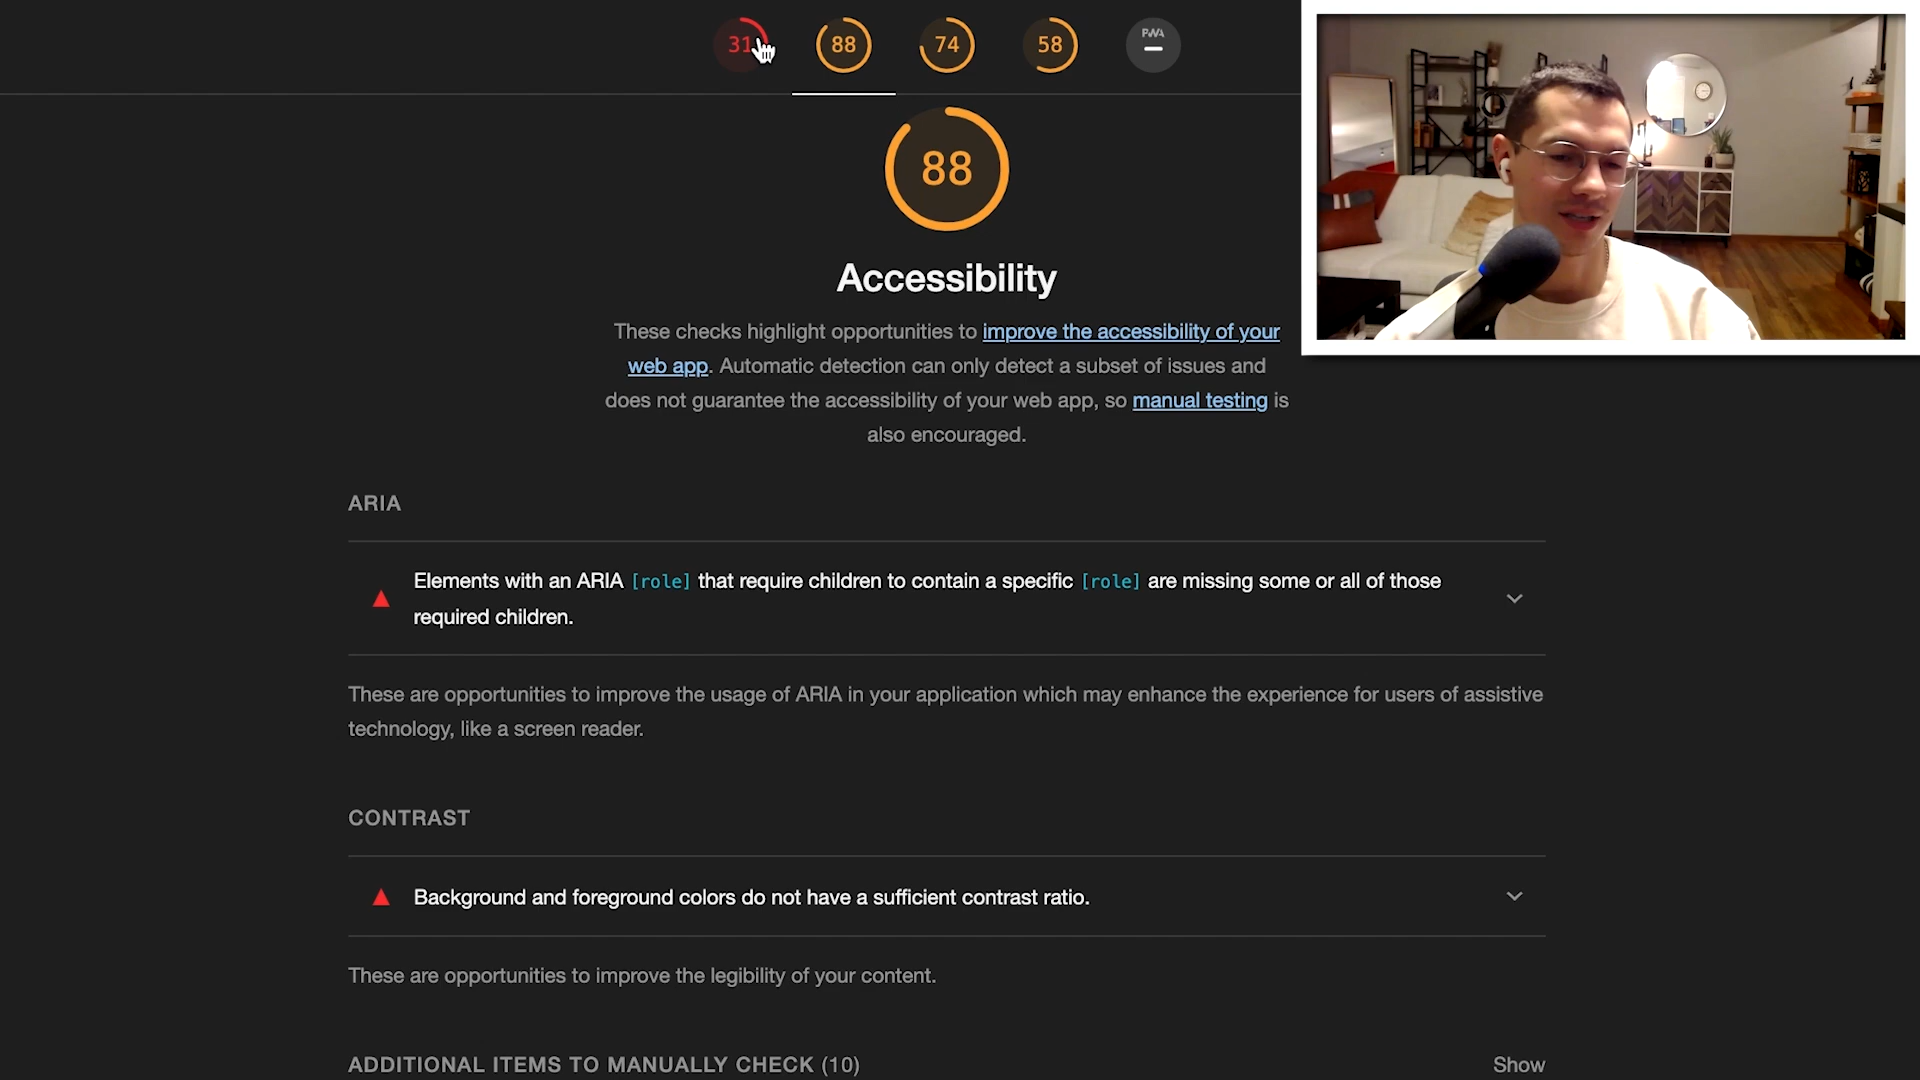 31
88
74
58
PWA
88
Accessibility
These checks highlight opportunities to improve the accessibility of your
web app. Automatic detection can only detect a subset of issues and
does not guarantee the accessibility of your web app, so manual testing is
also encouraged.
ARIA
Elements with an ARIA [role] that require children to contain a specific [role] are missing some or all of those
required children.
These are opportunities to improve the usage of ARIA in your application which may enhance the experience for users of assistive
technology, like a screen reader.
CONTRAST
Background and foreground colors do not have a sufficient contrast ratio.
These are opportunities to improve the legibility of your content.
ADDITIONAL ITEMS TO MANUALLY CHECK (10)
Show